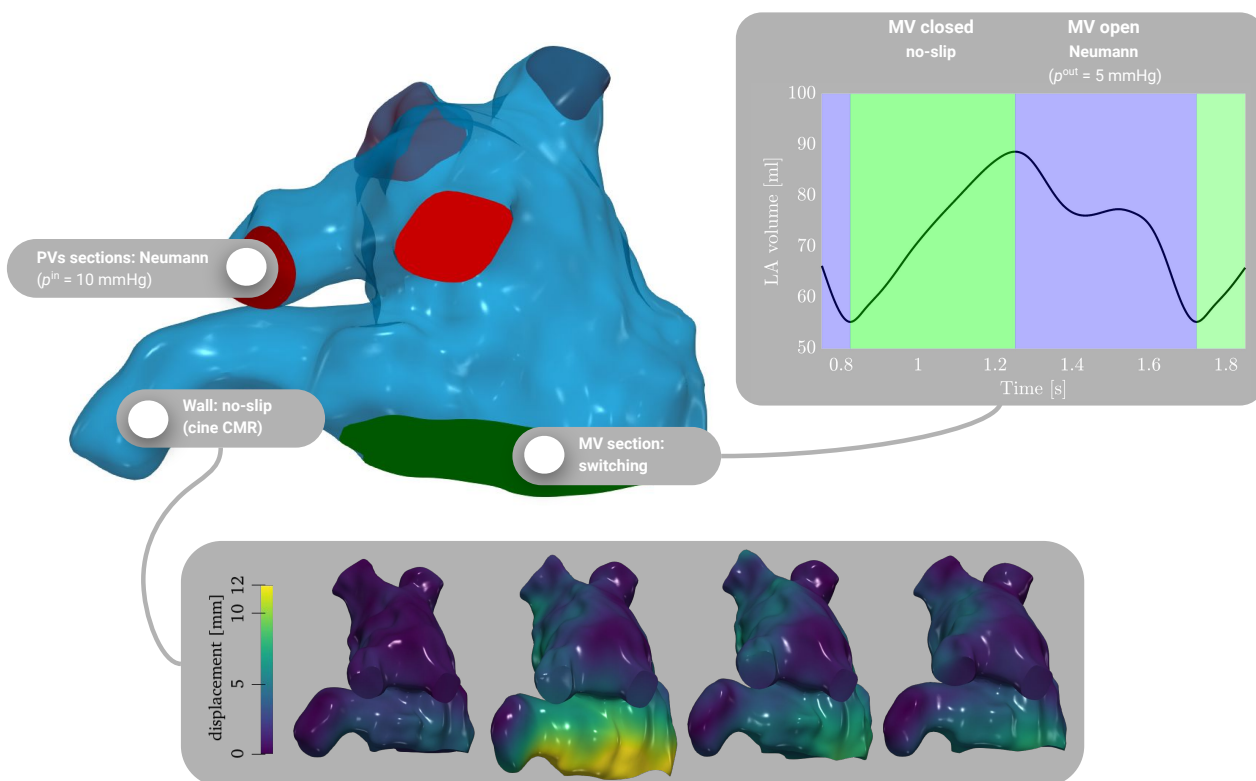 MV closed
no-slip
MV open
Neumann
(p^out = 5 mmHg)
100
90
80
70
60
50
LA volume [ml]
0.8 1 1.2 1.4 1.6 1.8
Time [s]
PVs sections: Neumann
(p^in = 10 mmHg)
Wall: no-slip
(cine CMR)
MV section:
switching
displacement [mm]
12
10
5
0